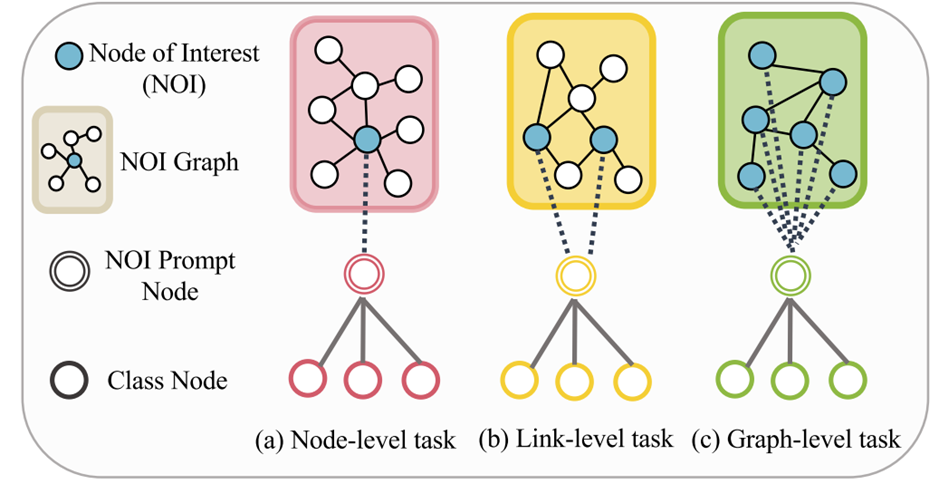 Node of Interest
(NOI)
NOI Graph
NOI Prompt
Node
Class Node
(a) Node-level task
(b) Link-level task
(c) Graph-level task